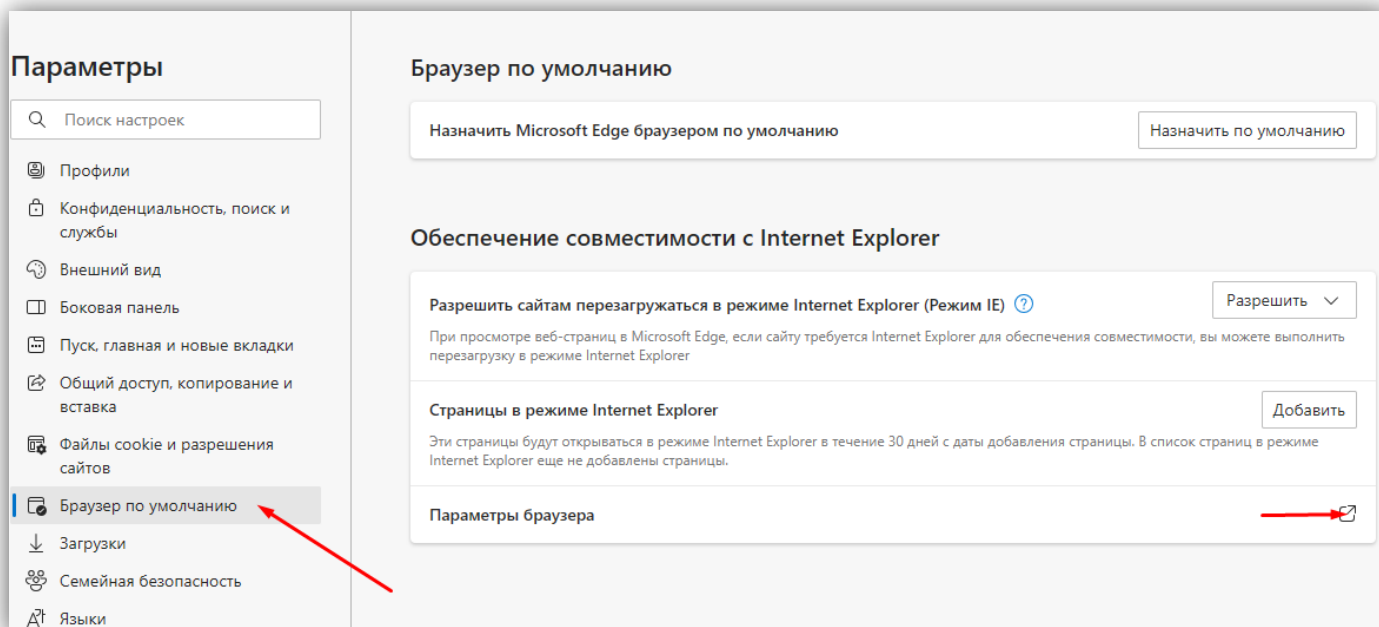 Параметры
Поиск настроек
Профили
Конфиденциальность, поиск и
службы
Внешний вид
Боковая панель
Пуск, главная и новые вкладки
Общий доступ, копирование и
вставка
Файлы cookie и разрешения
сайтов
Браузер по умолчанию
Загрузки
Семейная безопасность
Языки
Браузер по умолчанию
Назначить Microsoft Edge браузером по умолчанию
Назначить по умолчанию
Обеспечение совместимости с Internet Explorer
Разрешить сайтам перезагружаться в режиме Internet Explorer (Режим IE)
Разрешить
При просмотре веб-страниц в Microsoft Edge, если сайту требуется Internet Explorer для обеспечения совместимости, вы можете выполнить
перезагрузку в режиме Internet Explorer
Страницы в режиме Internet Explorer
Добавить
Эти страницы будут открываться в режиме Internet Explorer в течение 30 дней с даты добавления страницы. В список страниц в режиме
Internet Explorer еще не добавлены страницы.
Параметры браузера